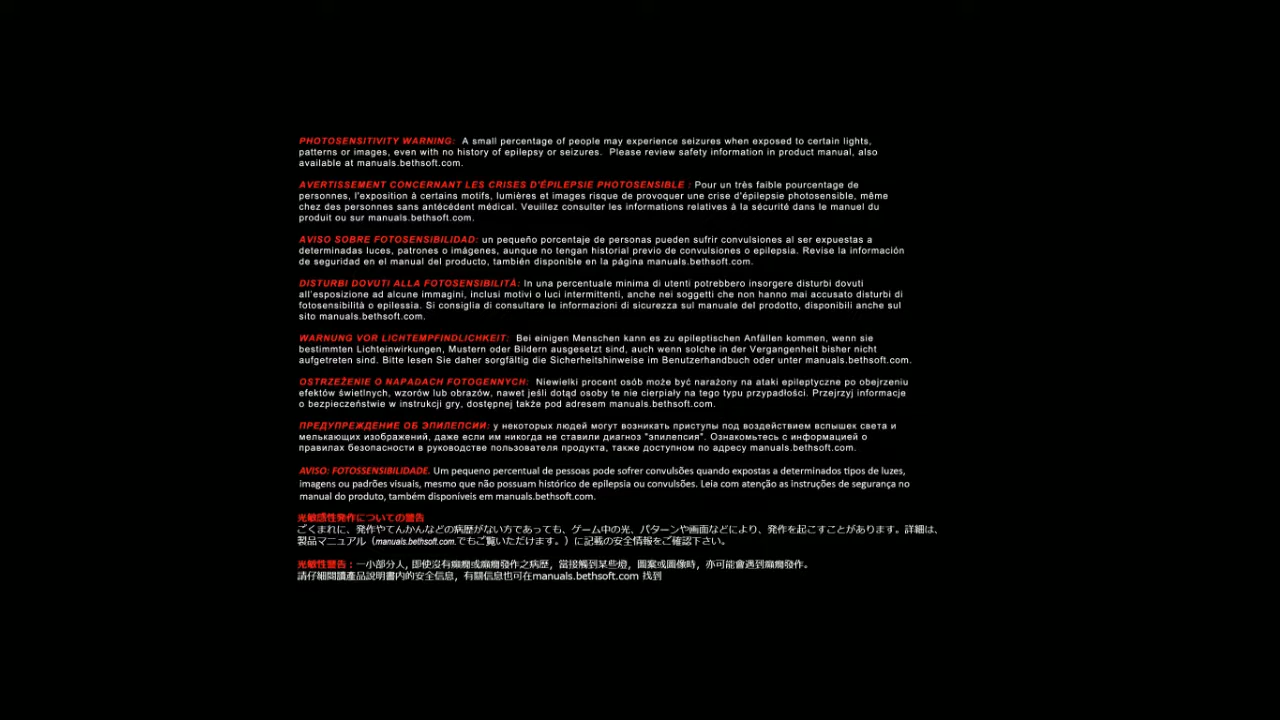 PHOTOSENSITIVITY WARNING: A small percentage of people may experience seizures when exposed to certain lights,
patterns or images, even with no history of epilepsy or seizures. Please review safety information in product manual, also
available at manuals.bethsoft.com.
AVERTISSEMENT CONCERNANT LES CRISES D'ÉPILEPSIE PHOTOSENSIBLE : Pour un très faible pourcentage de
personnes, l'exposition à certains motifs, lumières et images risque de provoquer une crise d'épilepsie photosensible, même
chez des personnes sans antécédent médical. Veuillez consulter les informations relatives à la sécurité dans le manuel du
produit ou sur manuals.bethsoft.com.
AVISO SOBRE FOTOSENSIBILIDAD: un pequeño porcentaje de personas pueden sufrir convulsiones al ser expuestas a
determinadas luces, patrones o imágenes, aunque no tengan historial previo de convulsiones o epilepsia. Revise la información
de seguridad en el manual del producto, también disponible en la página manuals.bethsoft.com.
DISTURBI DOVUTI ALLA FOTOSENSIBILITÀ: In una percentuale minima di utenti potrebbero insorgere disturbi dovuti
all'esposizione ad alcune immagini, inclusi motivi o luci intermittenti, anche nei soggetti che non hanno mai accusato disturbi di
fotosensibilità o epilessia. Si consiglia di consultare le informazioni di sicurezza sul manuale del prodotto, disponibili anche sul
sito manuals.bethsoft.com.
WARNUNG VOR LICHTEMPFINDLICHKEIT: Bei einigen Menschen kann es zu epileptischen Anfällen kommen, wenn sie
bestimmten Lichteinwirkungen, Mustern oder Bildern ausgesetzt sind, auch wenn solche in der Vergangenheit bisher nicht
aufgetreten sind. Bitte lesen Sie daher sorgfältig die Sicherheitshinweise im Benutzerhandbuch oder unter manuals.bethsoft.com.
OSTRZEŻENIE O NAPADACH FOTOGENNYCH: Niewielki procent osób może być narażony na ataki epileptyczne po obejrzeniu
efektów świetlnych, wzorów lub obrazów, nawet jeśli dotąd osoby te nie cierpiały na tego typu przypadłości. Przejrzyj informacje
o bezpieczeństwie w instrukcji gry, dostępnej także pod adresem manuals.bethsoft.com.
ПРЕДУПРЕЖДЕНИЕ ОБ ЭПИЛЕПСИИ: у некоторых людей могут возникать приступы под воздействием вспышек света и
мелькающих изображений, даже если им никогда не ставили диагноз "эпилепсия". Ознакомьтесь с информацией о
правилах безопасности в руководстве пользователя продукта, также доступном по адресу manuals.bethsoft.com.
AVISO: FOTOSSENSIBILIDADE. Um pequeno percentual de pessoas pode sofrer convulsões quando expostas a determinados tipos de luzes,
imagens ou padrões visuais, mesmo que não possuam histórico de epilepsia ou convulsões. Leia com atenção as instruções de segurança no
manual do produto, também disponíveis em manuals.bethsoft.com.
光敏感性発作についての警告
ごくまれに、発作やてんかんなどの病歴がない方であっても、ゲーム中の光、パターンや画面などにより、発作を起こすことがあります。詳細は、
製品マニュアル（manuals.bethsoft.com.でもご覧いただけます。）に記載の安全情報をご確認下さい。
光敏性警告：一小部分人, 即使沒有癲癇或癲癇發作之病歷，當接觸到某些燈，圖案或圖像時，亦可能會遇到癲癇發作。
請仔細閱讀產品說明書內的安全信息，有關信息也可在manuals.bethsoft.com 找到